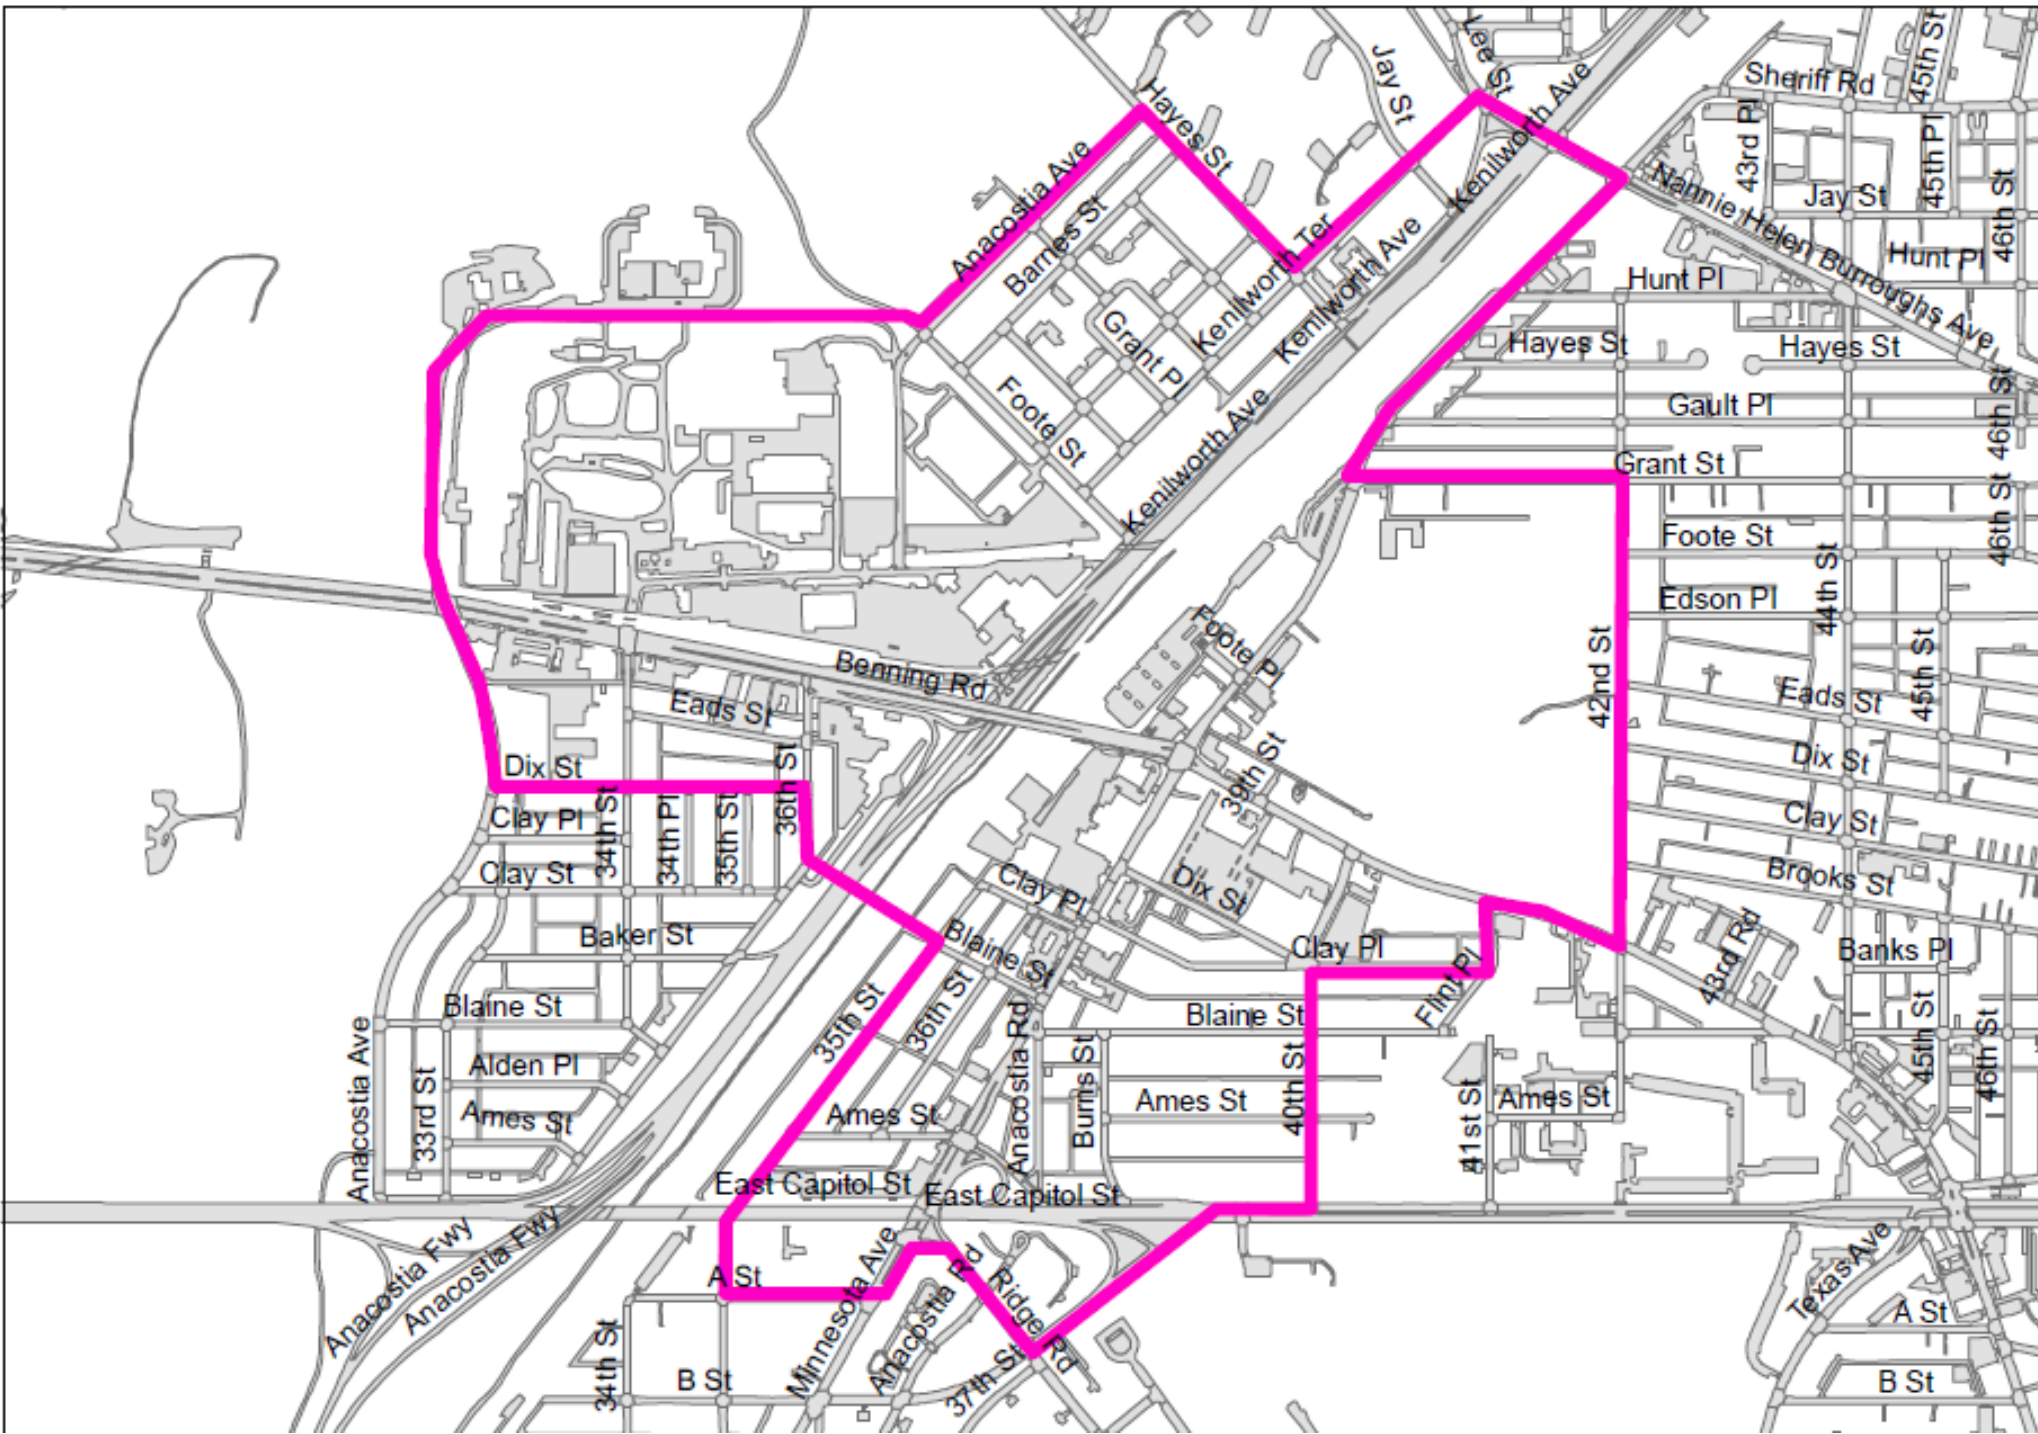 Lee St
45th St
Jay St
Sheriff Rd
Hayes St
Kenilworth Ave
43rd Pl
45th Pl
Anacostia Ave
Nannie Helen Burroughs Ave
Jay St
46th St
Barnes St
Kenilworth Ter
Kenilworth Ave
Hunt Pl
Hunt Pl
Grant Pl
Hayes St
Hayes St
Foote St
Kenilworth Ave
Gault Pl
46th St
Grant St
46th St
Foote St
44th St
Edson Pl
Foote Pl
Benning Rd
42nd St
45th St
Eads St
Eads St
Dix St
39th St
Dix St
36th St
Clay Pl
34th St
34th Pl
35th St
Clay St
Clay St
Clay Pl
Dix St
Brooks St
Baker St
Blaine St
Clay Pl
Flint Pl
43rd Rd
Banks Pl
Blaine St
35th St
36th St
Anacostia Rd
Blaine St
45th St
46th St
Anacostia Ave
33rd St
Alden Pl
Burns St
40th St
Ames St
Ames St
Ames St
41st St
Ames St
East Capitol St
East Capitol St
Anacostia Fwy
Anacostia Fwy
A St
Minnesota Ave
Anacostia Rd
Ridge Rd
Texas Ave
A St
34th St
B St
37th St
B St